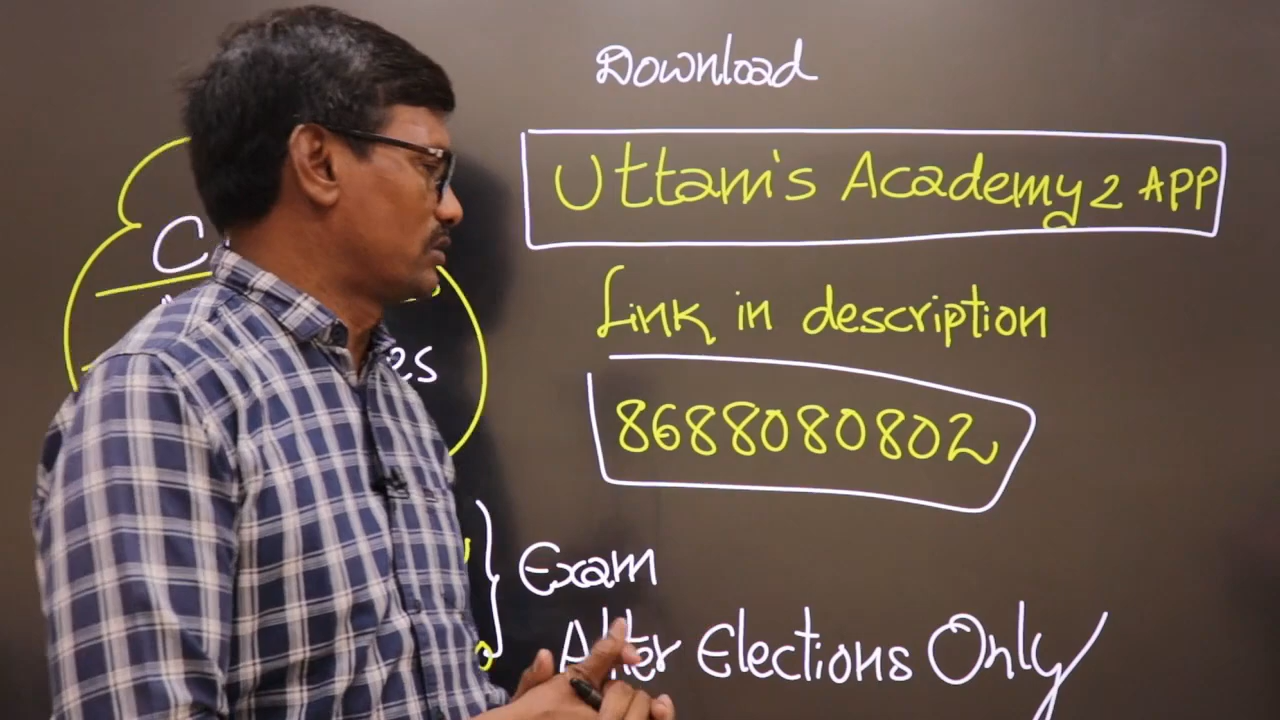 Download
Uttam's Academy 2 APP
Link in description
8688080802
Exam
After Elections Only